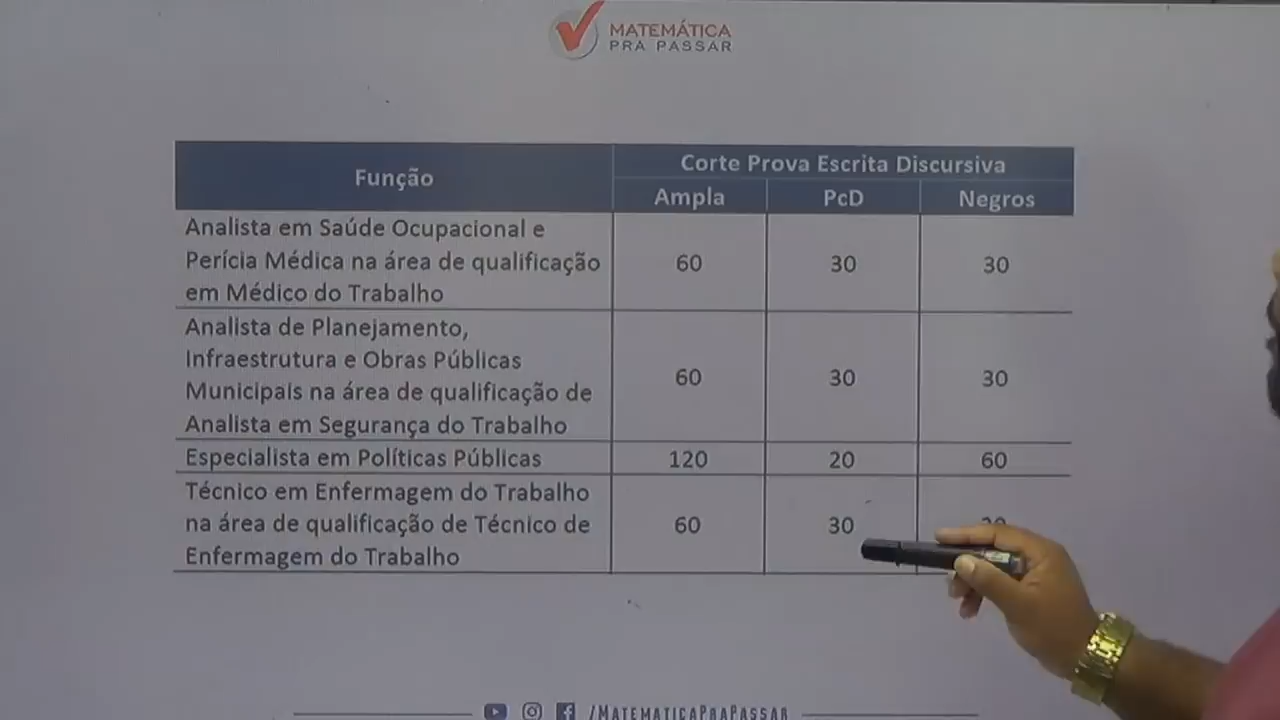 MATEMÁTICA
PRA PASSAR
Função
Corte Prova Escrita Discursiva
Ampla PcD Negros
Analista em Saúde Ocupacional e
Perícia Médica na área de qualificação
em Médico do Trabalho
60 30 30
Analista de Planejamento,
Infraestrutura e Obras Públicas
Municipais na área de qualificação de
Analista em Segurança do Trabalho
60 30 30
Especialista em Políticas Públicas 120 20 60
Técnico em Enfermagem do Trabalho
na área de qualificação de Técnico de
Enfermagem do Trabalho
60 30
/MATEMATICAPRAPASSAR